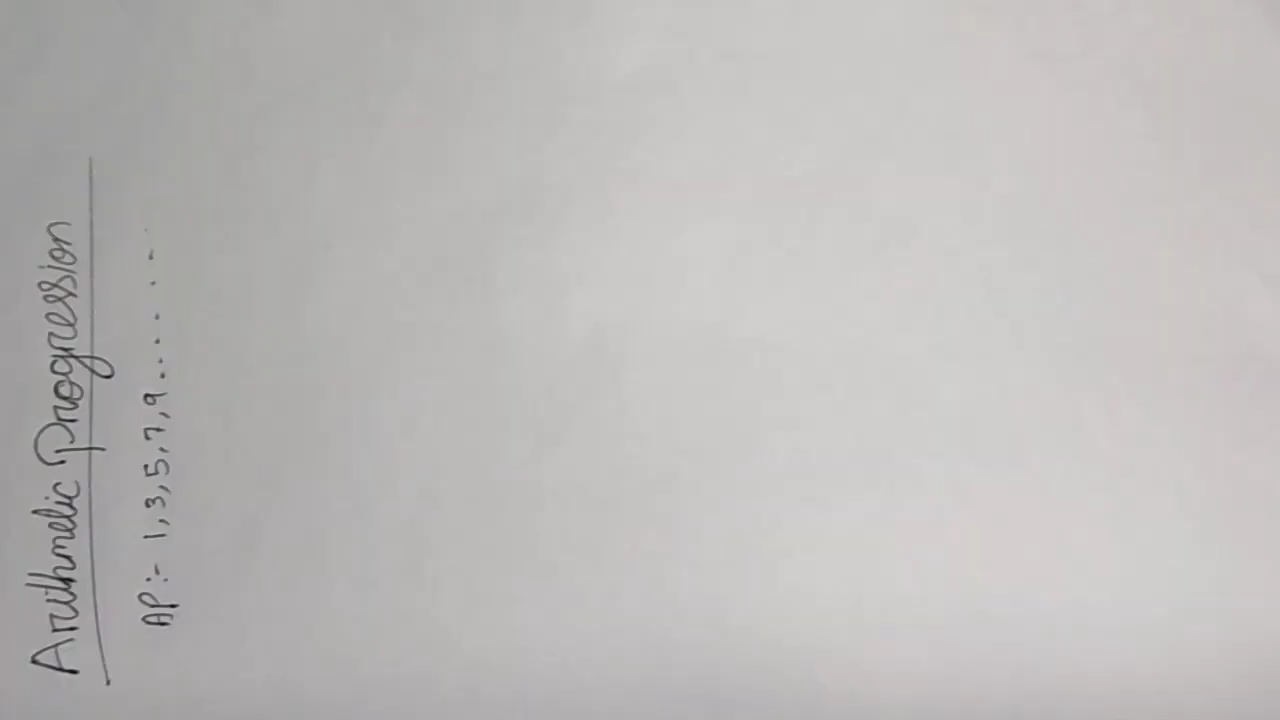 Arithmetic Progression
AP:- 1, 3, 5, 7, 9.........